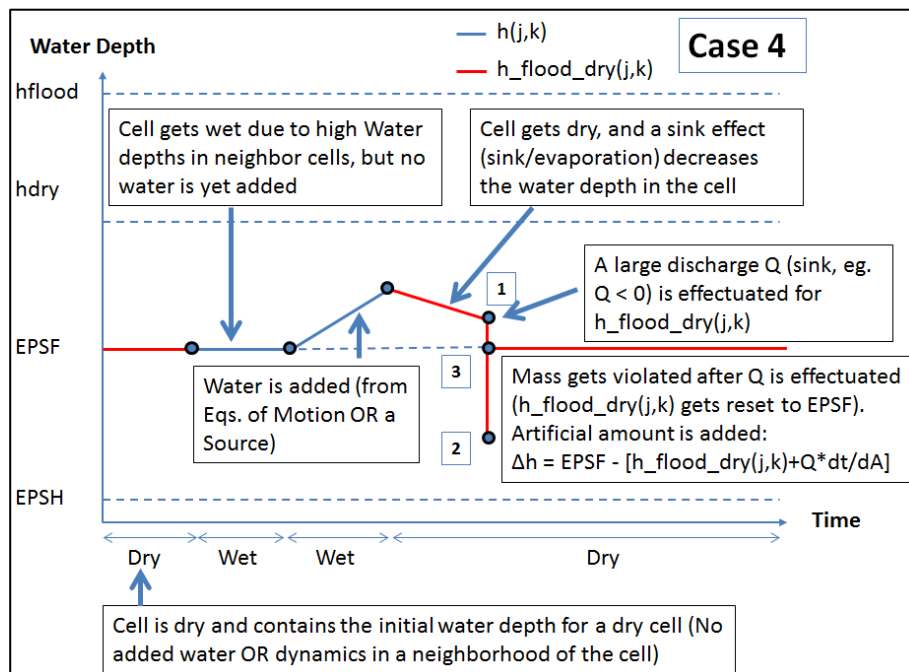 Case 4
Water Depth
h(j,k)
h_flood_dry(j,k)
hflood
hdry
EPSF
EPSH
Cell gets wet due to high Water
depths in neighbor cells, but no
water is yet added
Cell gets dry, and a sink effect
(sink/evaporation) decreases
the water depth in the cell
A large discharge Q (sink, eg.
Q < 0) is effectuated for
h_flood_dry(j,k)
1
3
2
Water is added (from
Eqs. of Motion OR a
Source)
Mass gets violated after Q is effectuated
(h_flood_dry(j,k) gets reset to EPSF).
Artificial amount is added:
Δh = EPSF - [h_flood_dry(j,k)+Q*dt/dA]
Time
Dry
Wet
Wet
Dry
Cell is dry and contains the initial water depth for a dry cell (No
added water OR dynamics in a neighborhood of the cell)